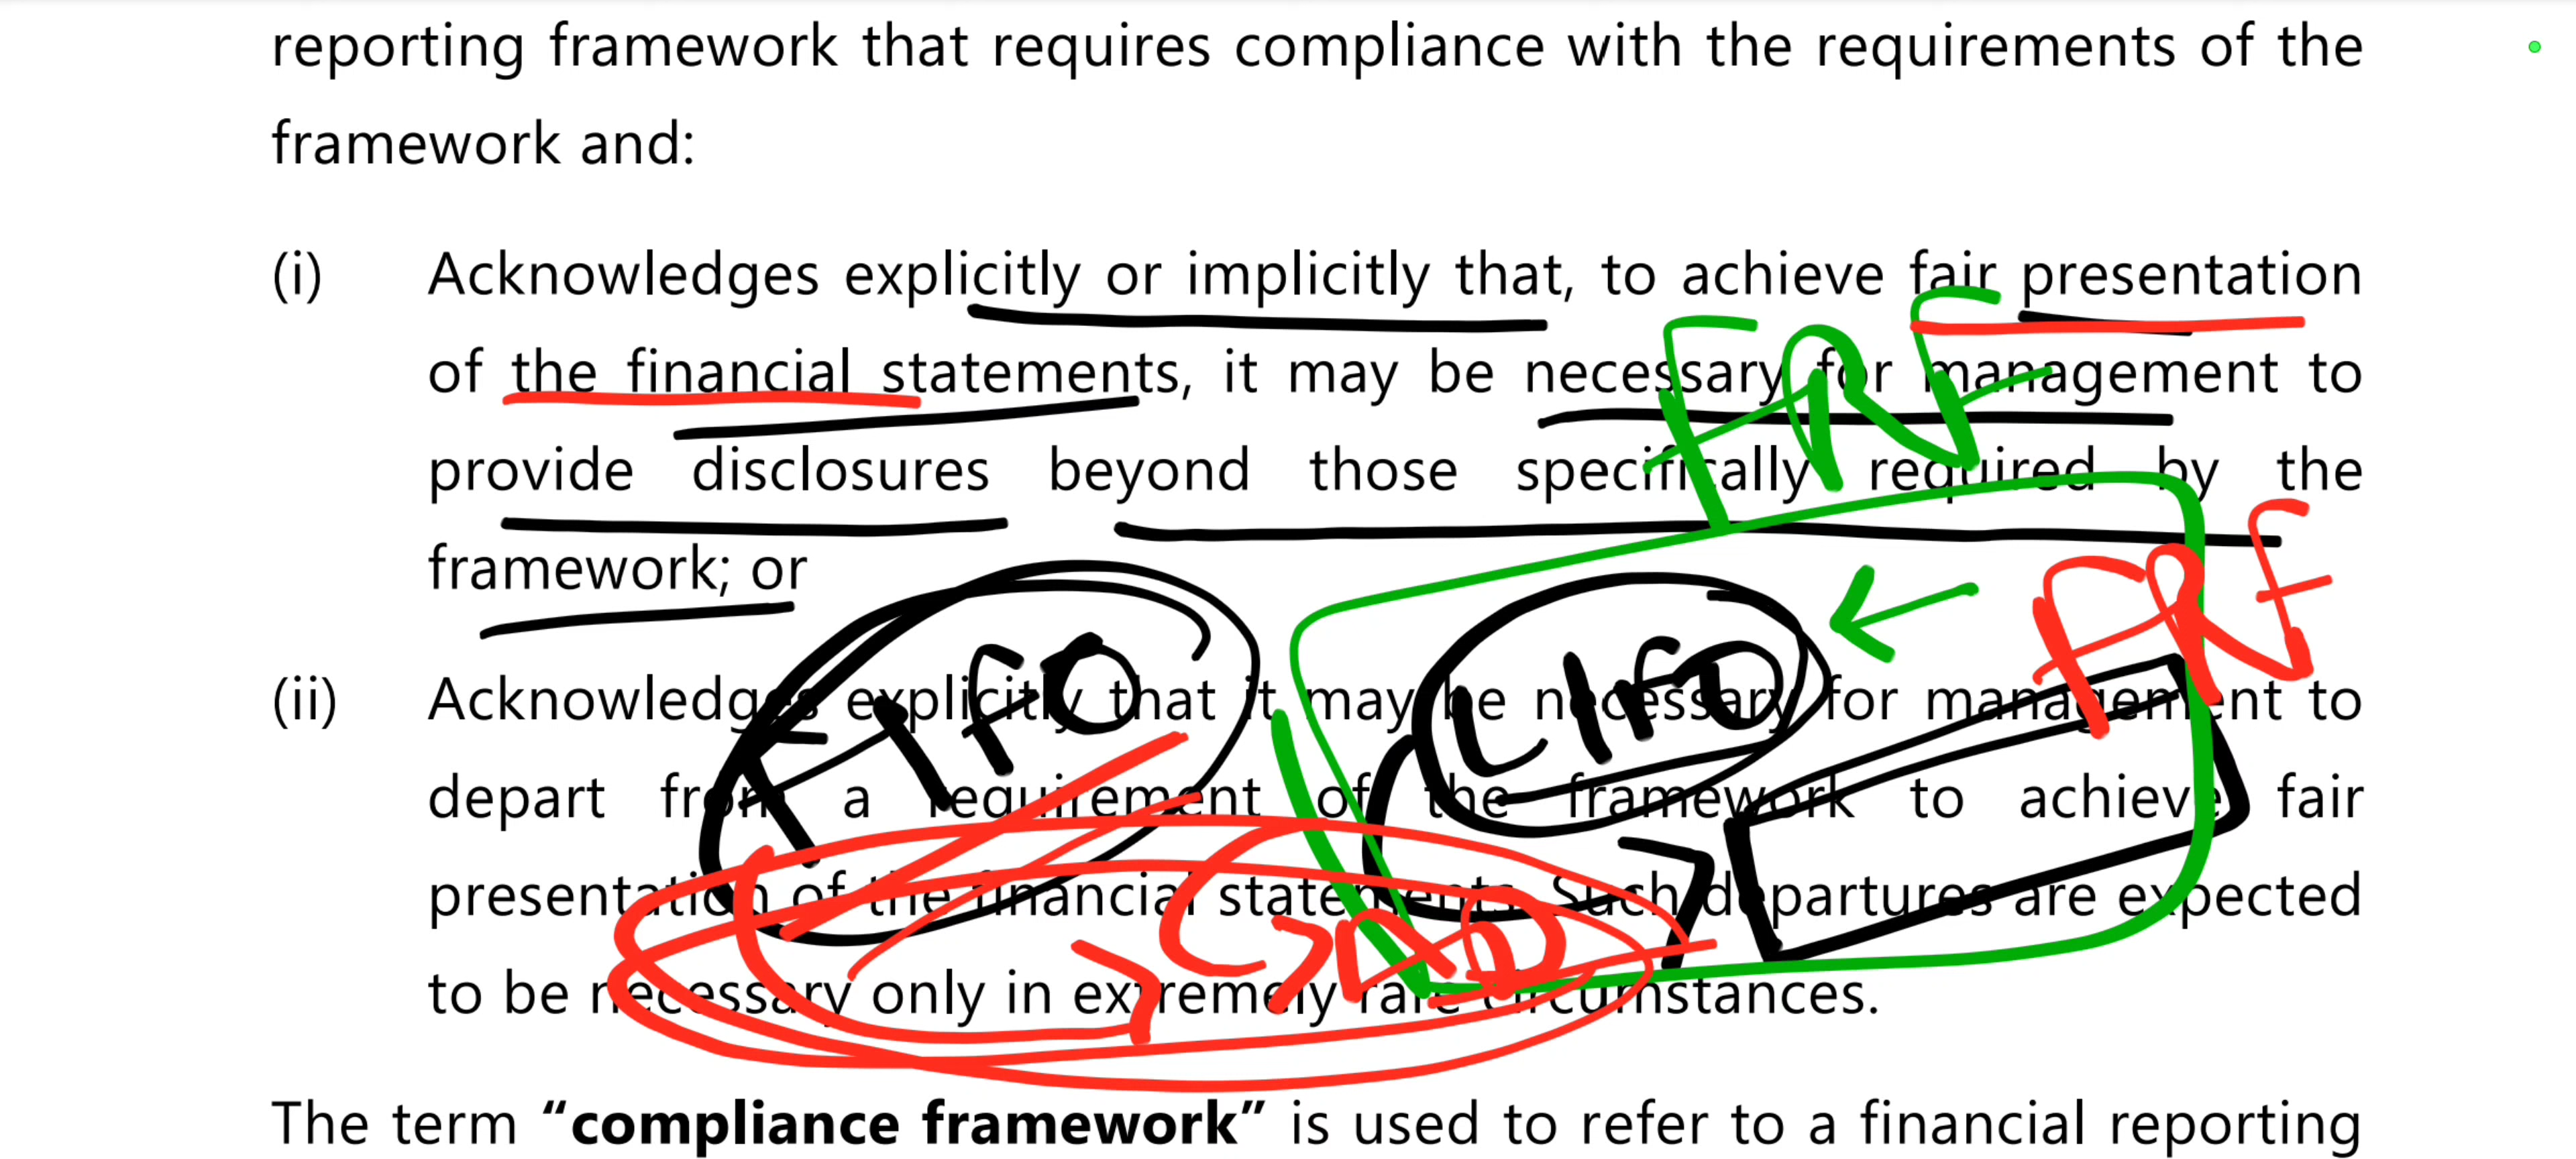 reporting framework that requires compliance with the requirements of the
framework and:
(i) Acknowledges explicitly or implicitly that, to achieve fair presentation
of the financial statements, it may be necessary for management to
provide disclosures beyond those specifically required by the
framework; or
FRF
FRF
FIFO
LIFO
(ii) Acknowledges explicitly that it may be necessary for management to
depart from a requirement of the framework to achieve fair
presentation of the financial statements. Such departures are expected
to be necessary only in extremely rare circumstances.
The term “compliance framework” is used to refer to a financial reporting